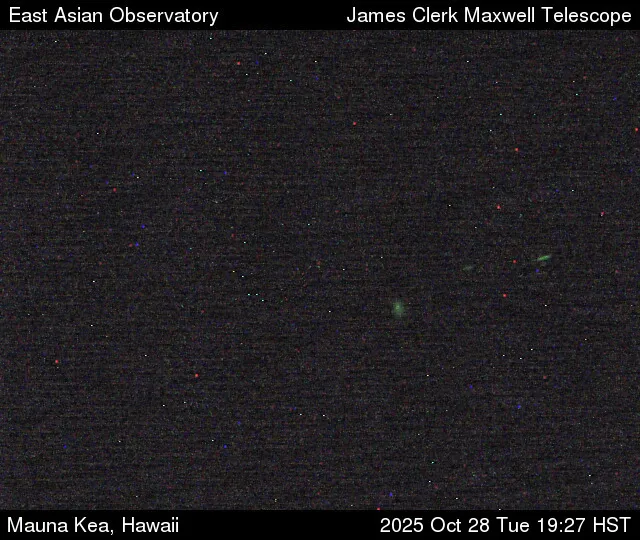 East Asian Observatory
James Clerk Maxwell Telescope
Mauna Kea, Hawaii
2025 Oct 28 Tue 19:27 HST